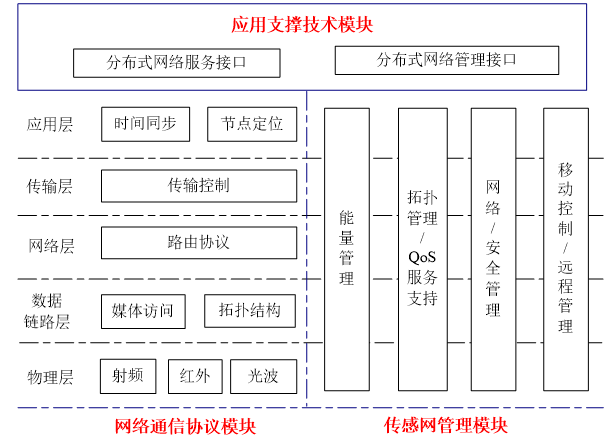 应用支撑技术模块
分布式网络服务接口
分布式网络管理接口
应用层
时间同步
节点定位
传输层
传输控制
网络层
路由协议
数据
链路层
媒体访问
拓扑结构
物理层
射频
红外
光波
能量管理
拓扑
管理
/
QoS
服务
支持
网络/安全管理
移动控制/远程管理
网络通信协议模块
传感网管理模块